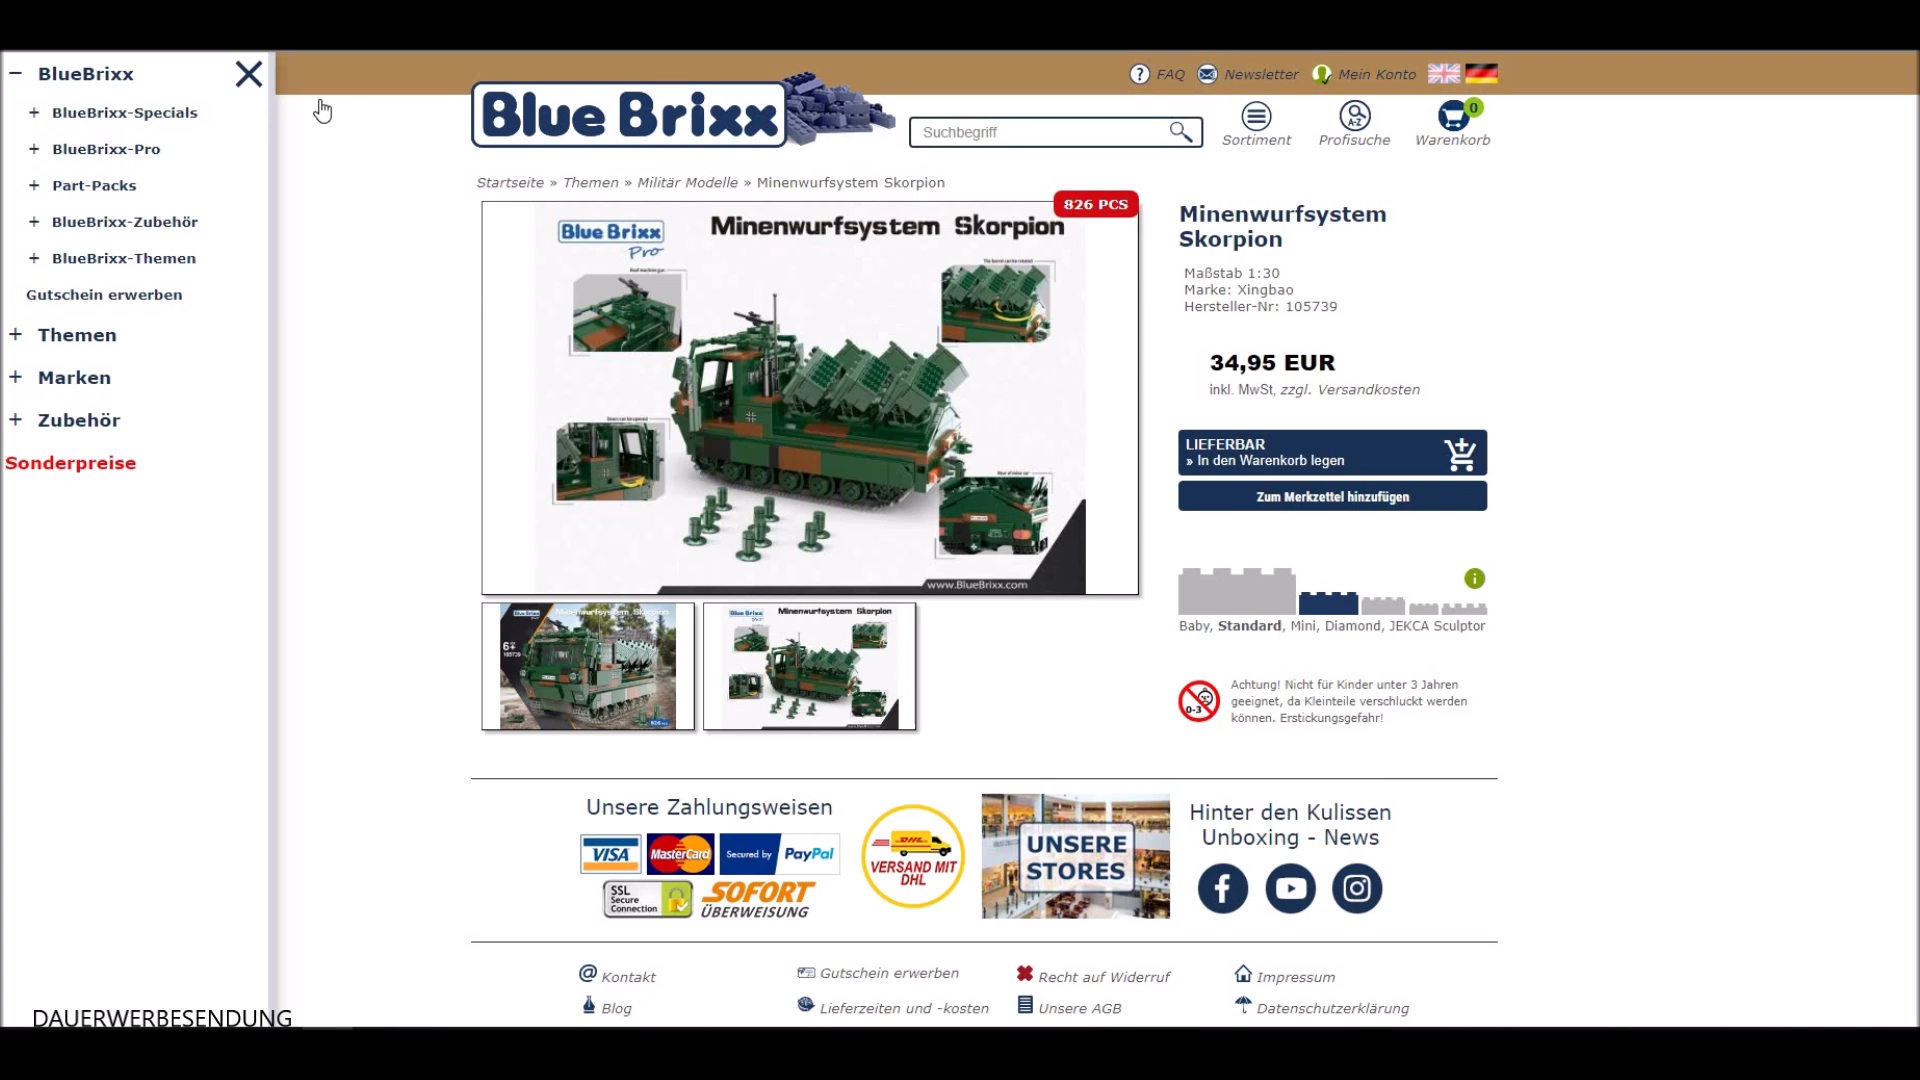 BlueBrixx
BlueBrixx-Specials
BlueBrixx-Pro
Part-Packs
BlueBrixx-Zubehör
BlueBrixx-Themen
Gutschein erwerben
Themen
Marken
Zubehör
Sonderpreise
DAUERWERBESENDUNG
FAQ Newsletter Mein Konto
Blue Brixx
Suchbegriff
Sortiment Profisuche Warenkorb
0
Startseite » Themen » Militär Modelle » Minenwurfsystem Skorpion
826 PCS
Blue Brixx
Pro
Minenwurfsystem Skorpion
www.BlueBrixx.com
Minenwurfsystem Skorpion
6+
Minenwurfsystem
Skorpion
Maßstab 1:30
Marke: Xingbao
Hersteller-Nr: 105739
34,95 EUR
inkl. MwSt, zzgl. Versandkosten
LIEFERBAR
» In den Warenkorb legen
Zum Merkzettel hinzufügen
Baby, Standard, Mini, Diamond, JEKCA Sculptor
0-3
Achtung! Nicht für Kinder unter 3 Jahren
geeignet, da Kleinteile verschluckt werden
können. Erstickungsgefahr!
Unsere Zahlungsweisen
VISA
MasterCard
Secured by PayPal
SSL
Secure
Connection
SOFORT
ÜBERWEISUNG
DHL
VERSAND MIT
DHL
UNSERE
STORES
Hinter den Kulissen
Unboxing - News
Kontakt
Gutschein erwerben
Recht auf Widerruf
Impressum
Blog
Lieferzeiten und -kosten
Unsere AGB
Datenschutzerklärung